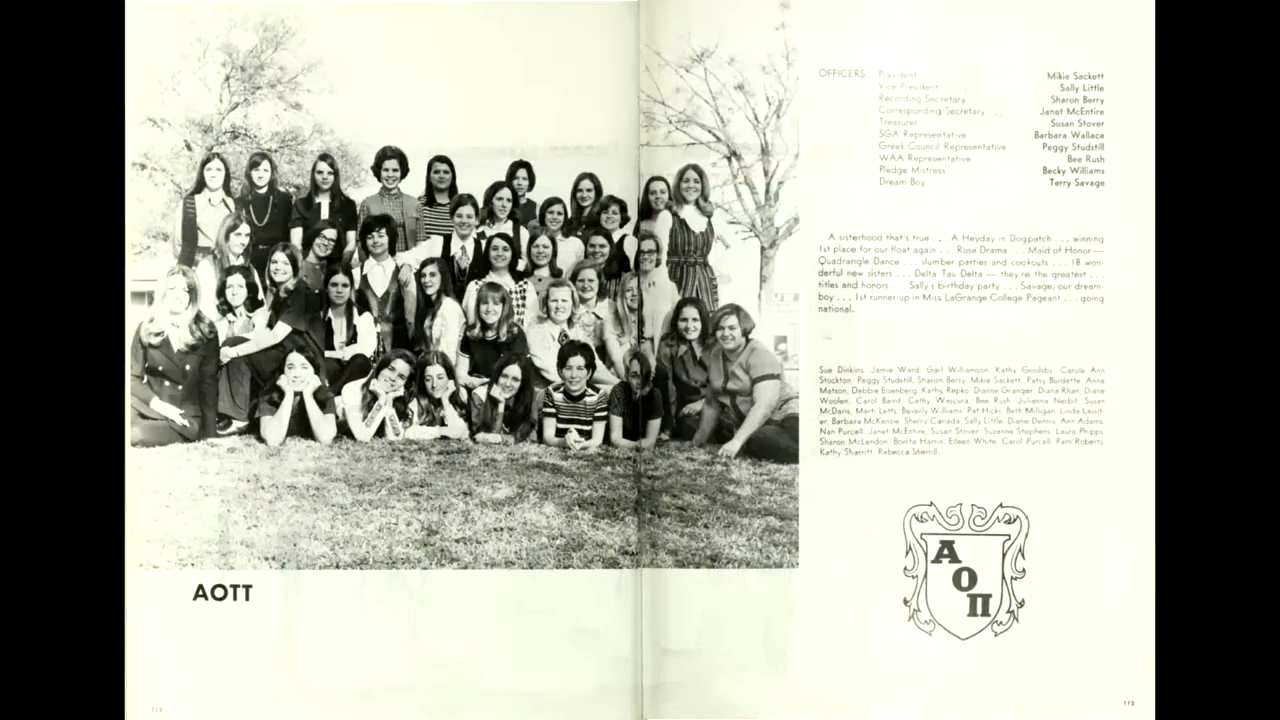 AOTT
112
OFFICERS: President Mikie Sackett
Vice President Sally Little
Recording Secretary Sharon Berry
Corresponding Secretary Janet McEntire
Treasurer Susan Stover
SGA Representative Barbara Wallace
Greek Council Representative Peggy Studstill
WAA Representative Bee Rush
Pledge Mistress Becky Williams
Dream Boy Terry Savage
A sisterhood that's true . . . A Heyday in Dogpatch . . . winning
1st place for our float again . . . Rose Drama . . . Maid of Honor —
Quadrangle Dance . . . slumber parties and cookouts . . . 18 won-
derful new sisters . . . Delta Tau Delta — they're the greatest . . .
titles and honors . . . Sally's birthday party . . . Savage, our dream-
boy . . . 1st runner-up in Miss LaGrange College Pageant . . . going
national.
Sue Dinkins, Jamie Ward, Gail Williamson, Kathy Goolsby, Carole Ann
Stockton, Peggy Studstill, Sharon Berry, Mikie Sackett, Patsy Burdette, Anne
Matson, Debbie Eisenberg, Kathy Repko, Dianne Granger, Diana Rhan, Diane
Woolen, Carol Baird, Cathy Wascura, Bee Rush, Julianna Nesbit, Susan
McDaris, Marti Letts, Beverly Williams, Pat Hicks, Beth Milligan, Linda Lassit-
er, Barbara McKenzie, Sherry Canada, Sally Little, Diane Dennis, Ann Adams,
Nan Purcell, Janet McEntire, Susan Stover, Suzanne Stephens, Laura Phipps,
Sharon McLendon, Bonita Harris, Eileen White, Carol Purcell, Pam Roberts,
Kathy Sharritt, Rebecca Sherrill.
Α
Ο
Π
113